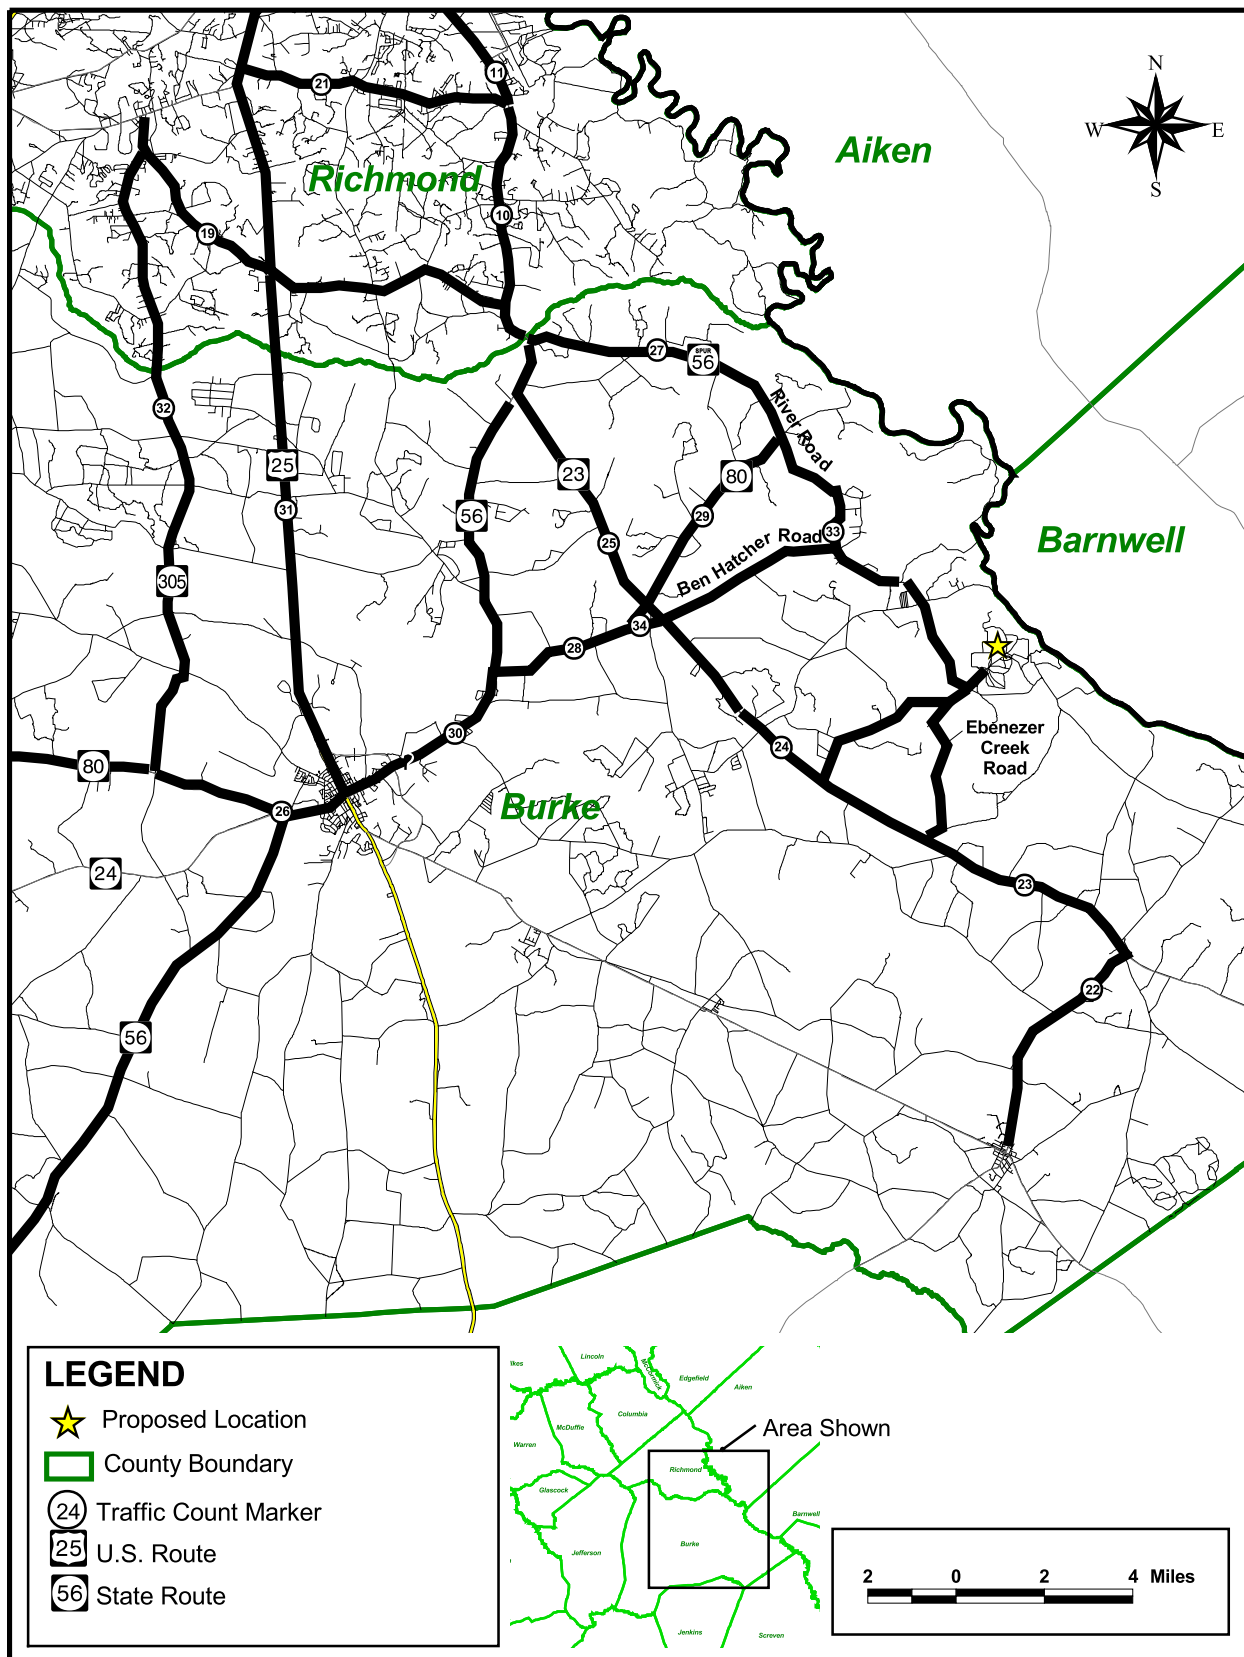 N
W
E
S
11
21
Aiken
Richmond
10
19
27
SPUR
56
32
River Road
25
23
80
31
56
29
33
25
Ben Hatcher Road
Barnwell
305
34
28
30
24
Ebenezer
Creek
Road
80
26
Burke
24
23
22
56
LEGEND
Proposed Location
County Boundary
24
Traffic Count Marker
25
U.S. Route
56
State Route
lkes
Lincoln
McCormick
Edgefield
Aiken
Columbia
McDuffie
Warren
Area Shown
Richmond
Glascock
Barnwell
Burke
Jefferson
Jenkins
Screven
2 0 2 4 Miles